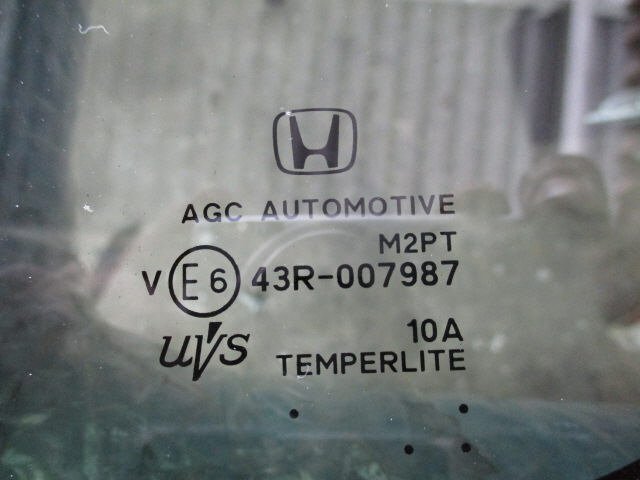 AGC AUTOMOTIVE
M2PT
V E6 43R-007987
uVs 10A
TEMPERLITE